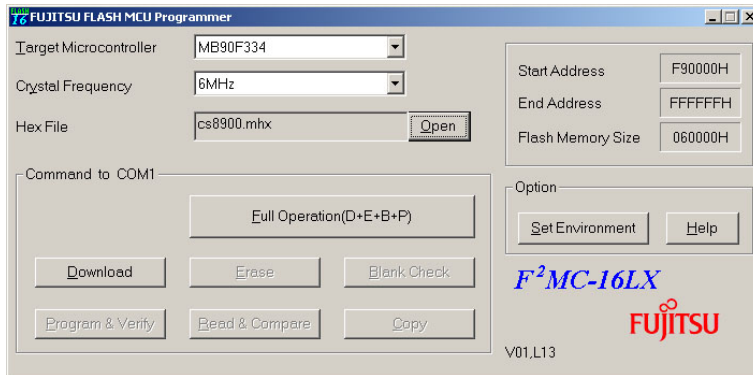 FLASH
16 FUJITSU FLASH MCU Programmer
Target Microcontroller MB90F334
Crystal Frequency 6MHz
Hex File cs8900.mhx Open
Start Address F90000H
End Address FFFFFFH
Flash Memory Size 060000H
Command to COM1
Full Operation(D+E+B+P)
Download Erase Blank Check
Program & Verify Read & Compare Copy
Option
Set Environment Help
F²MC-16LX
FUJITSU
V01,L13